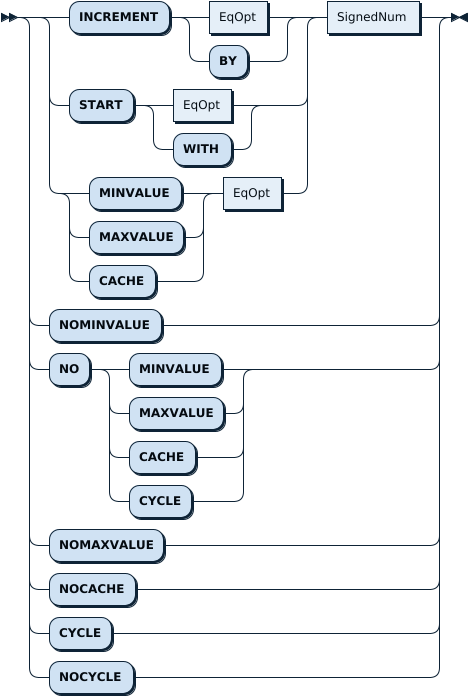 INCREMENT EqOpt SignedNum
BY
START EqOpt
WITH
MINVALUE EqOpt
MAXVALUE
CACHE
NOMINVALUE
NO MINVALUE
MAXVALUE
CACHE
CYCLE
NOMAXVALUE
NOCACHE
CYCLE
NOCYCLE